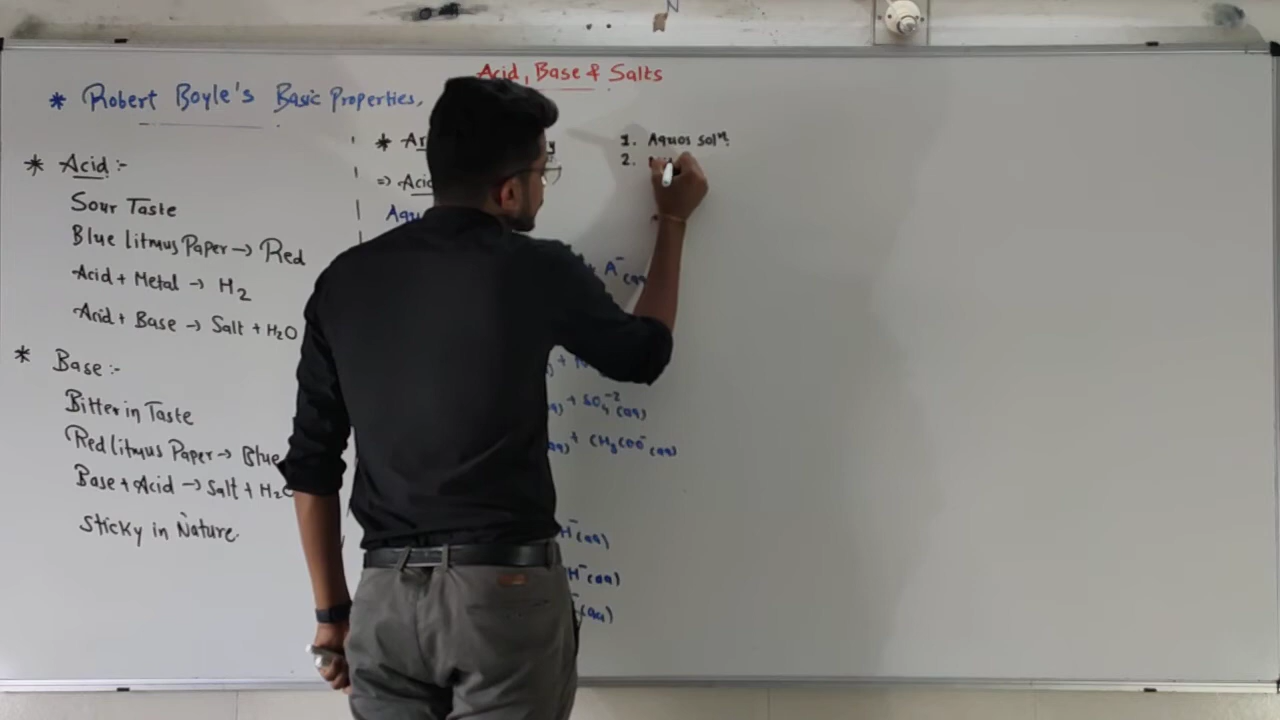 Acid, Base & Salts
* Robert Boyle's Basic Properties,
* Acid :-
Sour Taste
Blue Litmus Paper → Red
Acid + Metal → H2
Acid + Base → Salt + H2O
* Base :-
Bitter in Taste
Red litmus Paper → Blue
Base + Acid → Salt + H2O
Sticky in Nature.
* Ar
⇒ Acid
Aqu
+ A⁻(aq)
+ SO4⁻²(aq)
+ CH3COO⁻(aq)
H⁻(aq)
H⁻(aq)
⁻(aq)
1. Aquos solⁿ.
2.